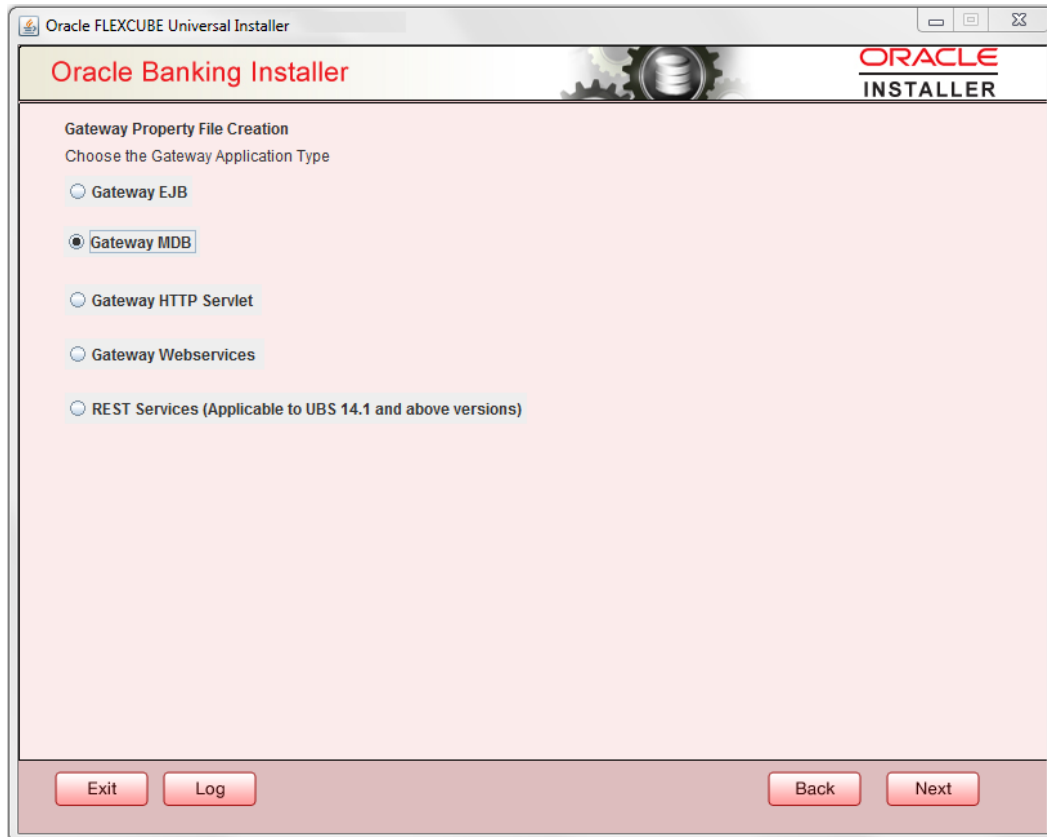 Oracle FLEXCUBE Universal Installer
Oracle Banking Installer
ORACLE
INSTALLER
Gateway Property File Creation
Choose the Gateway Application Type
Gateway EJB
Gateway MDB
Gateway HTTP Servlet
Gateway Webservices
REST Services (Applicable to UBS 14.1 and above versions)
Exit Log Back Next